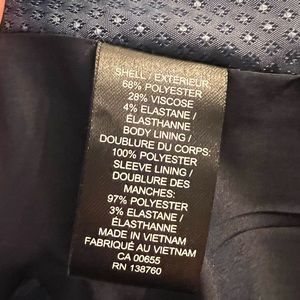 SHELL / EXTÉRIEUR
68% POLYESTER
28% VISCOSE
4% ELASTANE /
ÉLASTHANNE
BODY LINING /
DOUBLURE DU CORPS:
100% POLYESTER
SLEEVE LINING /
DOUBLURE DES
MANCHES:
97% POLYESTER
3% ELASTANE /
ÉLASTHANNE
MADE IN VIETNAM
FABRIQUÉ AU VIETNAM
CA 00655
RN 138760